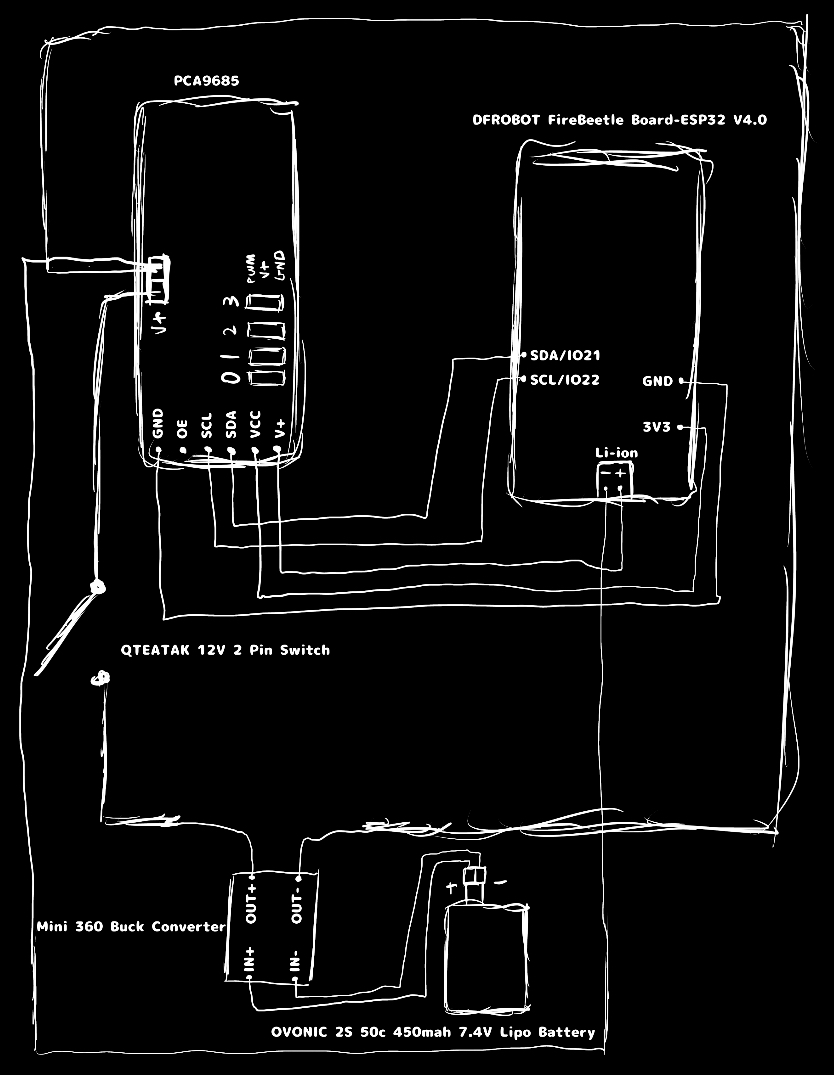 PCA9685
DFROBOT FireBeetle Board-ESP32 V4.0
PWM
V+
GND
V+
3
2
1
0
SDA/IO21
SCL/IO22
GND
3V3
Li-ion
- +
GND
OE
SCL
SDA
VCC
V+
QTEATAK 12V 2 Pin Switch
OUT+
OUT-
+ -
Mini 360 Buck Converter
IN+
IN-
OVONIC 2S 50c 450mah 7.4V Lipo Battery